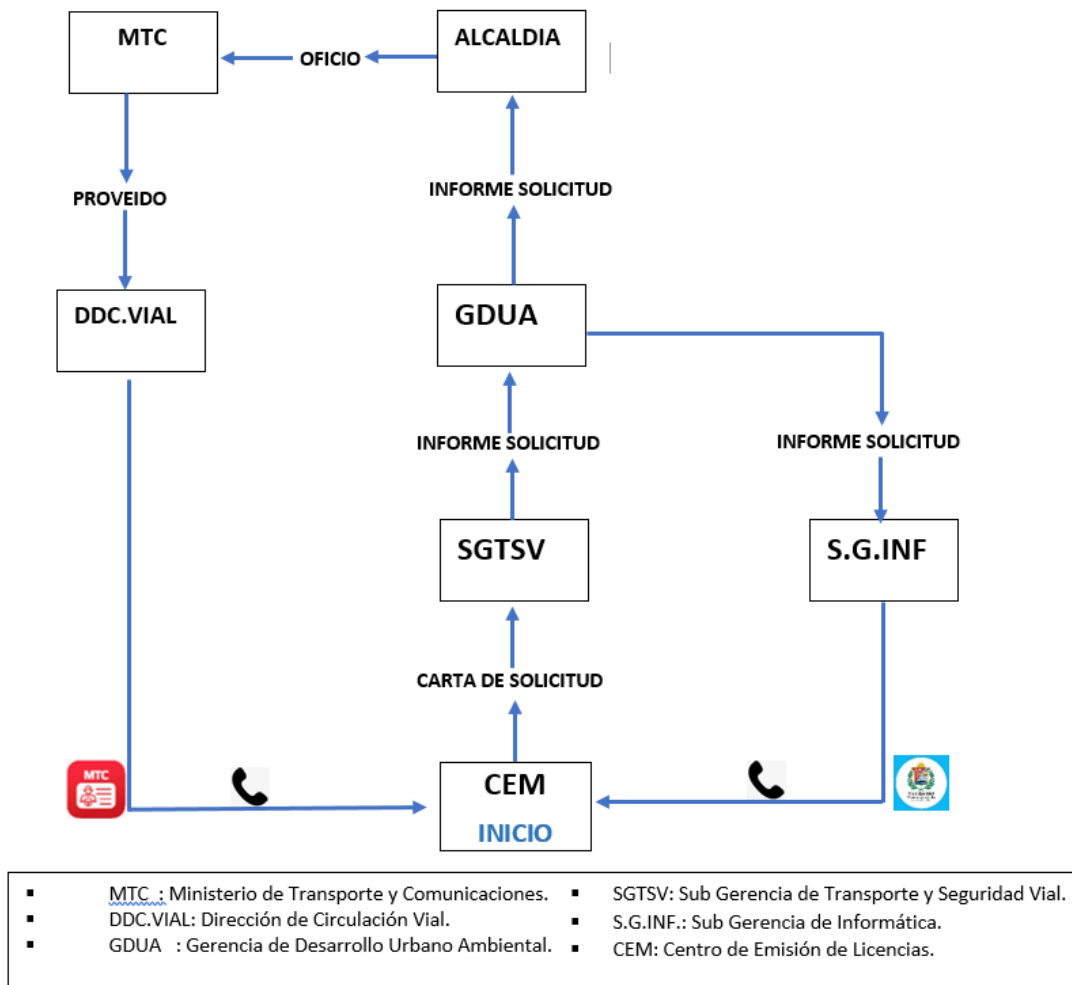 MTC
ALCALDIA
OFICIO
INFORME SOLICITUD
PROVEIDO
DDC.VIAL
GDUA
INFORME SOLICITUD
INFORME SOLICITUD
SGTSV
S.G.INF
CARTA DE SOLICITUD
MTC
CEM
INICIO
▪ MTC : Ministerio de Transporte y Comunicaciones.
▪ DDC.VIAL: Dirección de Circulación Vial.
▪ GDUA : Gerencia de Desarrollo Urbano Ambiental.
▪ SGTSV: Sub Gerencia de Transporte y Seguridad Vial.
▪ S.G.INF.: Sub Gerencia de Informática.
▪ CEM: Centro de Emisión de Licencias.